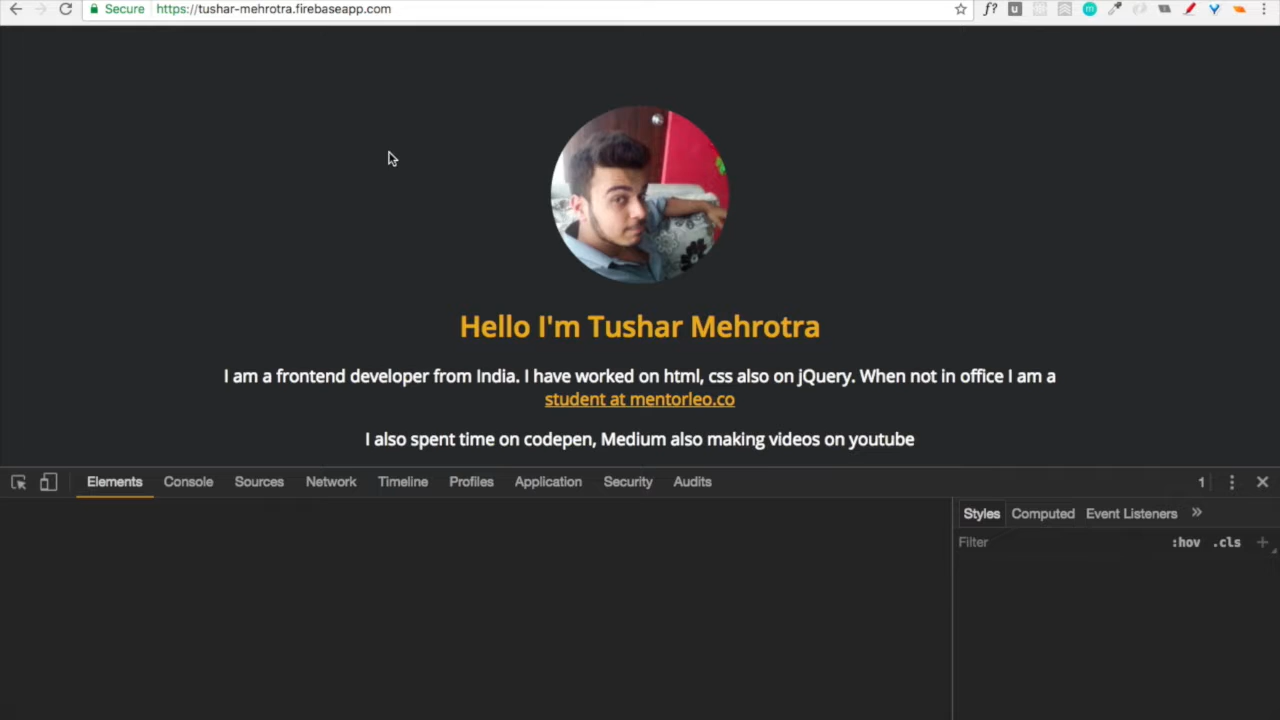 Secure https://tushar-mehrotra.firebaseapp.com
Hello I'm Tushar Mehrotra
I am a frontend developer from India. I have worked on html, css also on jQuery. When not in office I am a
student at mentorleo.co
I also spent time on codepen, Medium also making videos on youtube
Elements Console Sources Network Timeline Profiles Application Security Audits 1
Styles Computed Event Listeners »
Filter :hov .cls +